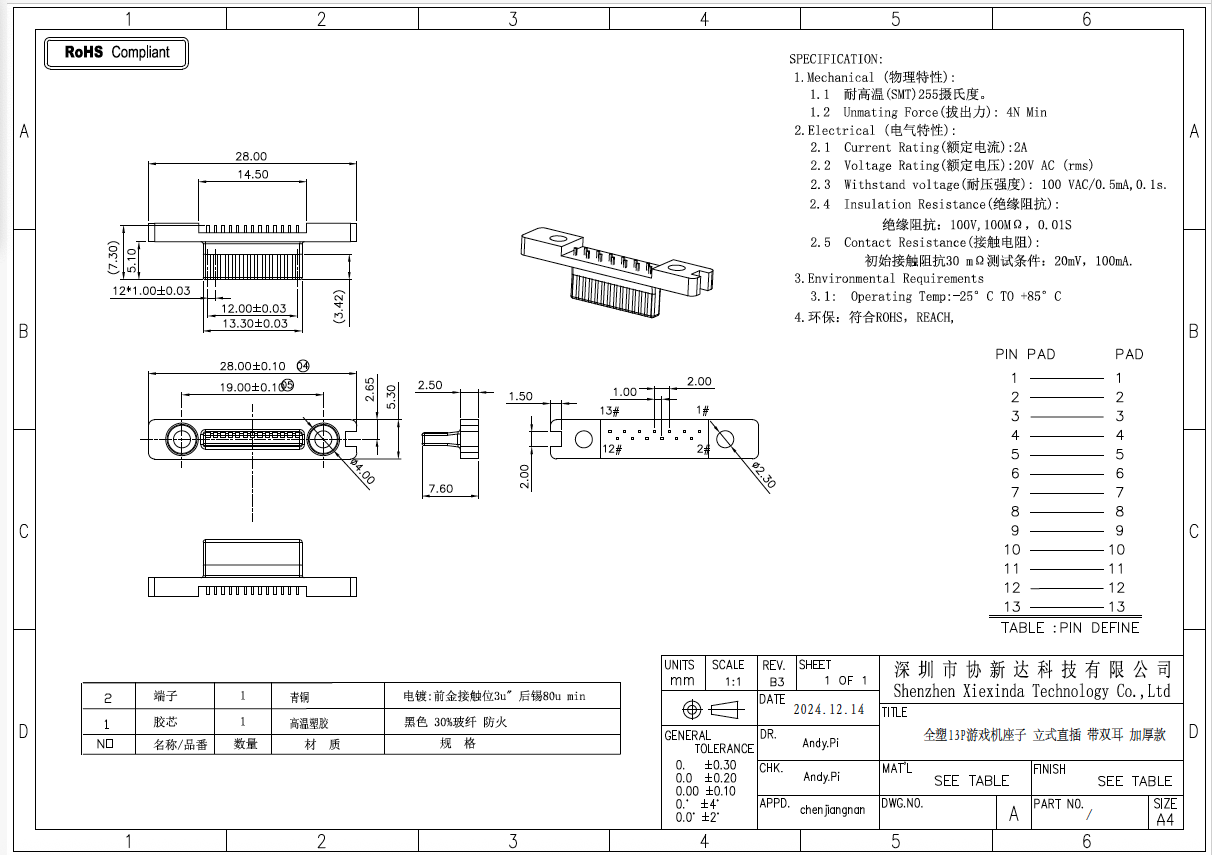 1 2 3 4 5 6
RoHS Compliant
SPECIFICATION:
1.Mechanical (物理特性):
1.1 耐高温(SMT)255摄氏度。
1.2 Unmating Force(拔出力): 4N Min
2.Electrical (电气特性):
2.1 Current Rating(额定电流):2A
2.2 Voltage Rating(额定电压):20V AC (rms)
2.3 Withstand voltage(耐压强度): 100 VAC/0.5mA,0.1s.
2.4 Insulation Resistance(绝缘阻抗):
绝缘阻抗: 100V,100MΩ, 0.01S
2.5 Contact Resistance(接触电阻):
初始接触阻抗30 mΩ测试条件: 20mV, 100mA.
3.Environmental Requirements
3.1: Operating Temp:-25°C TO +85°C
4.环保: 符合ROHS, REACH,
A A
B B
C C
D D
28.00
14.50
(7.30)
5.10
12*1.00±0.03
12.00±0.03
13.30±0.03
(3.42)
28.00±0.10 04
19.00±0.10 05
2.65
5.30
ø4.00
2.50
7.60
1.50
1.00
2.00
13# 1#
12# 2#
2.00
ø2.30
PIN PAD PAD
1 1
2 2
3 3
4 4
5 5
6 6
7 7
8 8
9 9
10 10
11 11
12 12
13 13
TABLE :PIN DEFINE
2 端子 1 青铜 电镀:前金接触位3u" 后锡80u min
1 胶芯 1 高温塑胶 黑色 30%玻纤 防火
NO 名称/品番 数量 材 质 规 格
UNITS SCALE REV. SHEET
mm 1:1 B3 1 OF 1
DATE 2024.12.14
GENERAL
TOLERANCE
0. ±0.30
0.0 ±0.20
0.00 ±0.10
0.° ±4°
0.0° ±2°
DR. Andy.Pi
CHK. Andy.Pi
APPD. chenjiangnan
深圳市协新达科技有限公司
Shenzhen Xiexinda Technology Co.,Ltd
TITLE
全塑13P游戏机座子 立式直插 带双耳 加厚款
MAT'L SEE TABLE
FINISH SEE TABLE
DWG.NO. A
PART NO. /
SIZE
A4
1 2 3 4 5 6